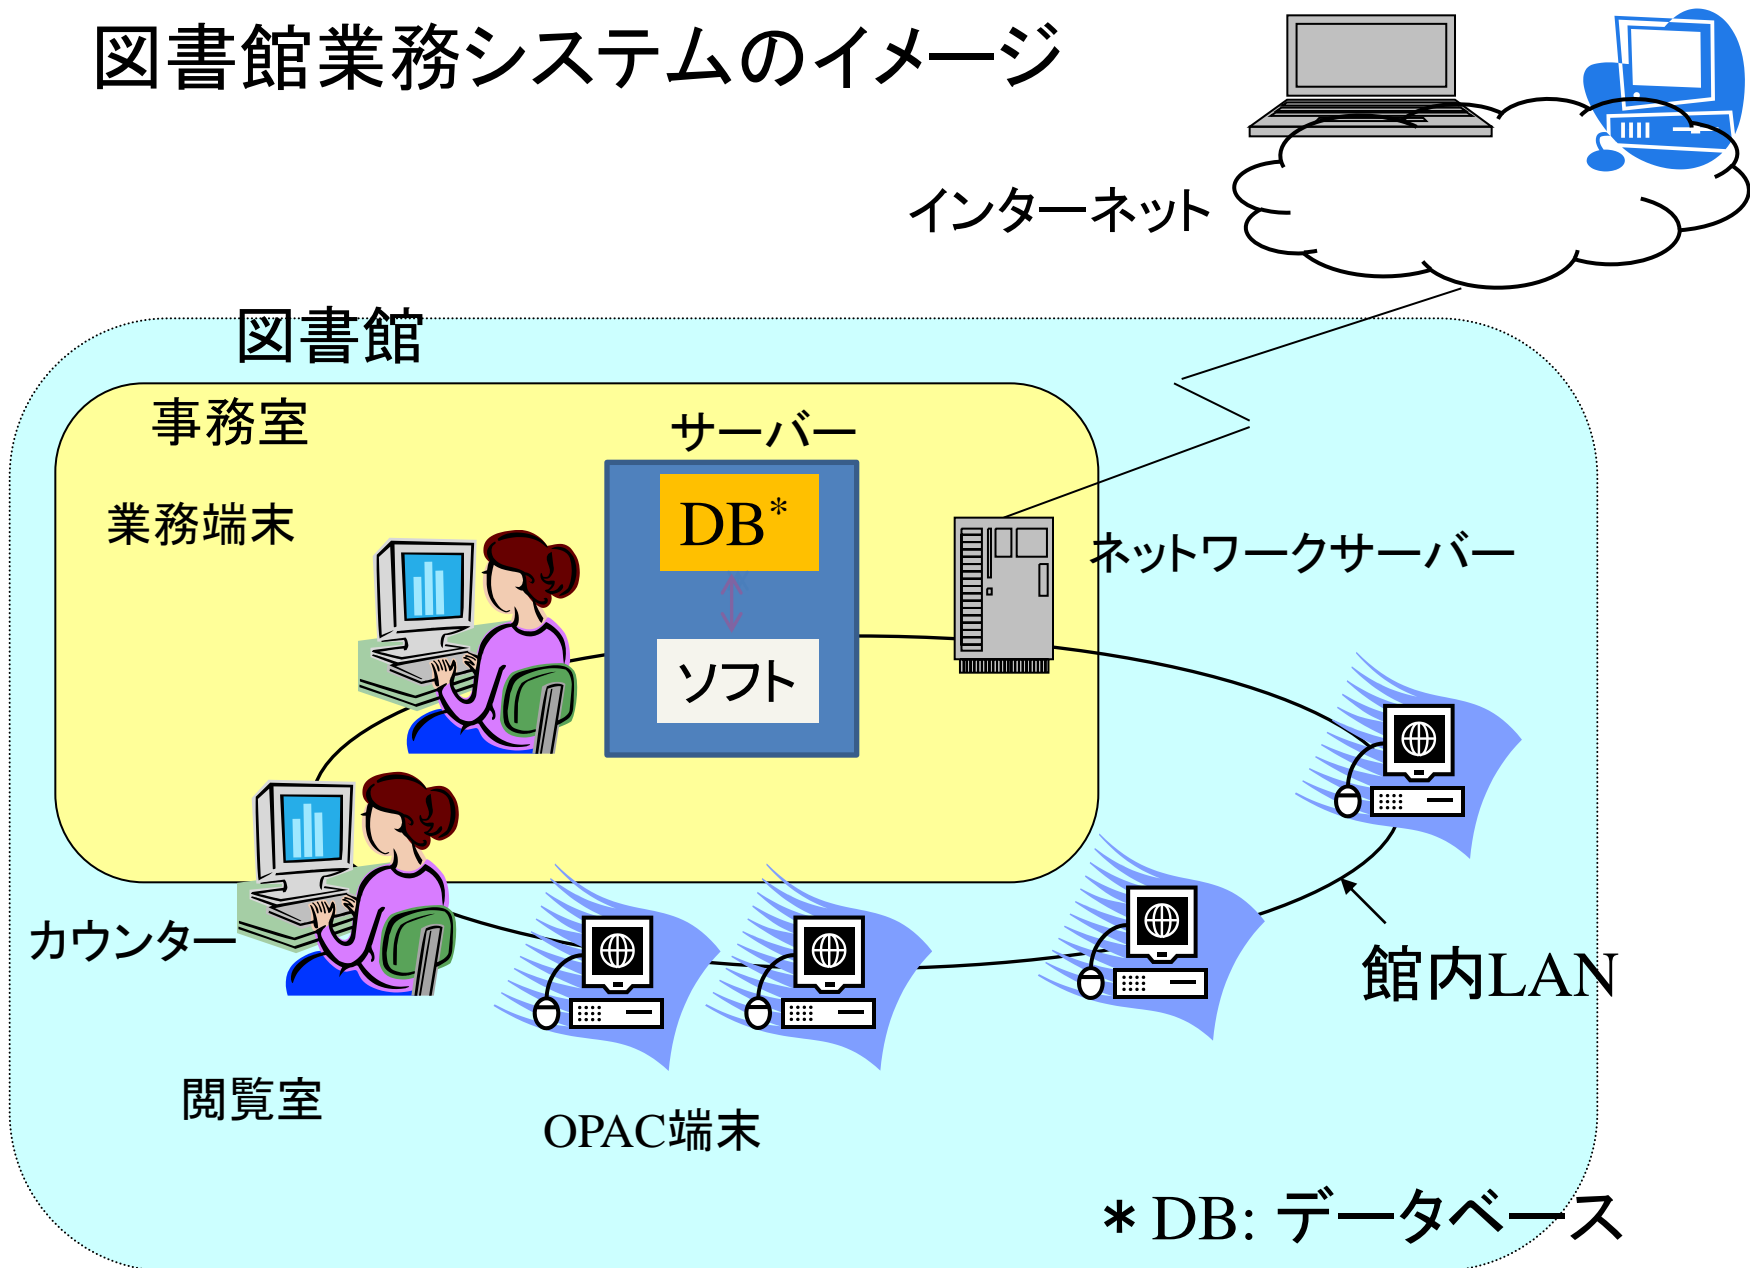 図書館業務システムのイメージ
インターネット
図書館
事務室
サーバー
業務端末
DB*
ネットワークサーバー
ソフト
カウンター
館内LAN
閲覧室
OPAC端末
* DB: データベース